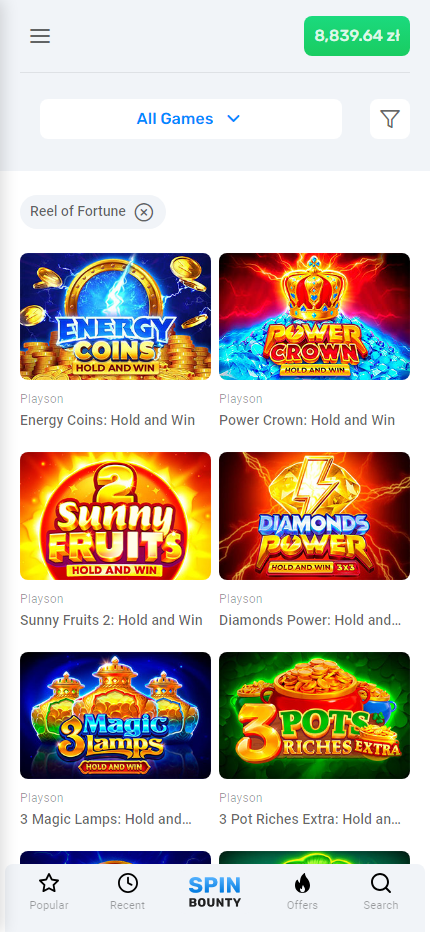 8,839.64 zł
All Games
Reel of Fortune
ENERGY
COINS
HOLD AND WIN
POWER
CROWN
HOLD AND WIN
Playson
Energy Coins: Hold and Win
Playson
Power Crown: Hold and Win
2
Sunny
FRUITS
HOLD AND WIN
DIAMONDS
POWER
HOLD AND WIN 3X3
Playson
Sunny Fruits 2: Hold and Win
Playson
Diamonds Power: Hold and...
3 Magic
Lamps
HOLD AND WIN
3 POTS
RICHES EXTRA
Playson
3 Magic Lamps: Hold and...
Playson
3 Pot Riches Extra: Hold an...
Popular
Recent
SPIN
BOUNTY
Offers
Search